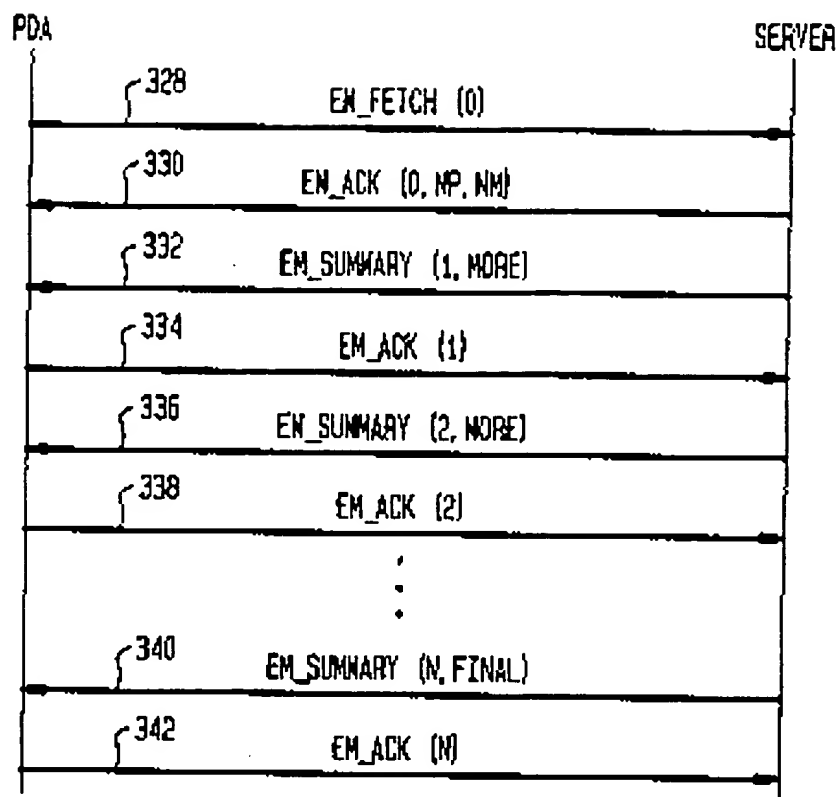 PDA
SERVER
328
EM_FETCH (0)
330
EM_ACK (0, NP, NM)
332
EM_SUMMARY (1, MORE)
334
EM_ACK (1)
336
EM_SUMMARY (2, MORE)
338
EM_ACK (2)
340
EM_SUMMARY (N, FINAL)
342
EM_ACK (N)